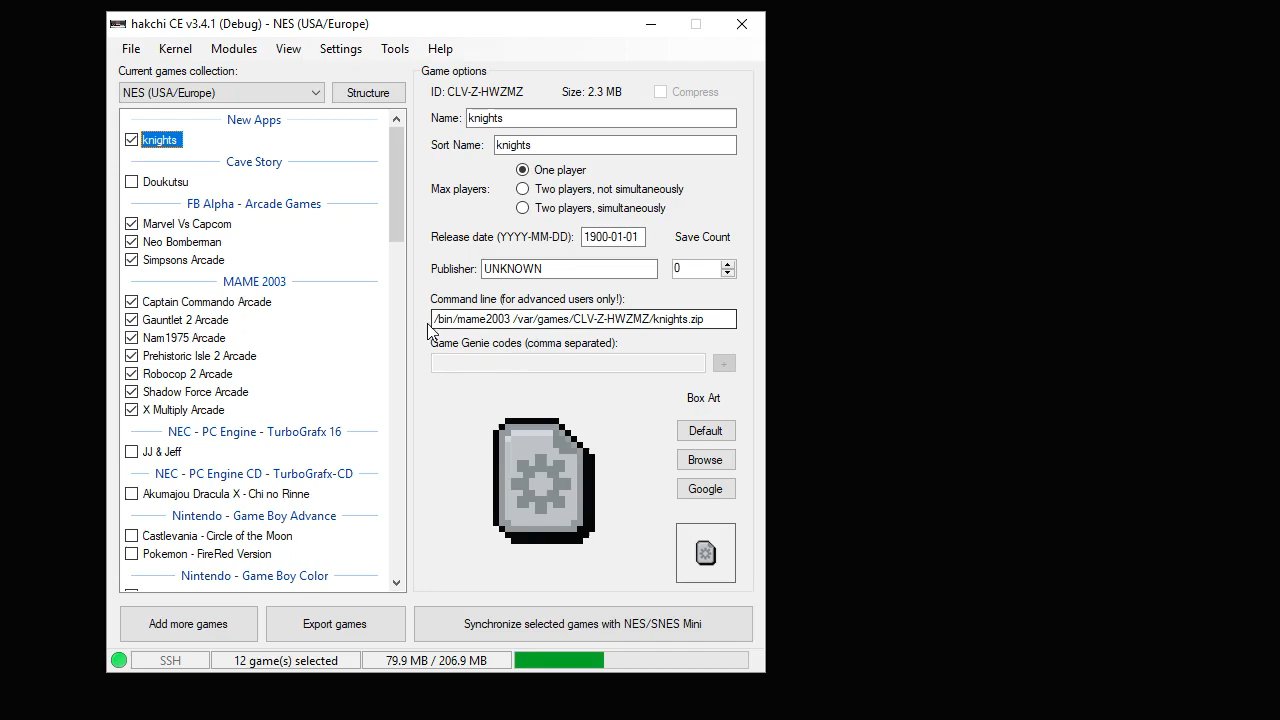 hakchi CE v3.4.1 (Debug) - NES (USA/Europe)
File Kernel Modules View Settings Tools Help
Current games collection:
NES (USA/Europe) Structure
New Apps
knights
Cave Story
Doukutsu
FB Alpha - Arcade Games
Marvel Vs Capcom
Neo Bomberman
Simpsons Arcade
MAME 2003
Captain Commando Arcade
Gauntlet 2 Arcade
Nam1975 Arcade
Prehistoric Isle 2 Arcade
Robocop 2 Arcade
Shadow Force Arcade
X Multiply Arcade
NEC - PC Engine - TurboGrafx 16
JJ & Jeff
NEC - PC Engine CD - TurboGrafx-CD
Akumajou Dracula X - Chi no Rinne
Nintendo - Game Boy Advance
Castlevania - Circle of the Moon
Pokemon - FireRed Version
Nintendo - Game Boy Color
Add more games Export games
Game options
ID: CLV-Z-HWZMZ Size: 2.3 MB Compress
Name: knights
Sort Name: knights
One player
Max players: Two players, not simultaneously
Two players, simultaneously
Release date (YYYY-MM-DD): 1900-01-01 Save Count
Publisher: UNKNOWN 0
Command line (for advanced users only!):
/bin/mame2003 /var/games/CLV-Z-HWZMZ/knights.zip
Game Genie codes (comma separated):
+
Box Art
Default
Browse
Google
Synchronize selected games with NES/SNES Mini
SSH 12 game(s) selected 79.9 MB / 206.9 MB